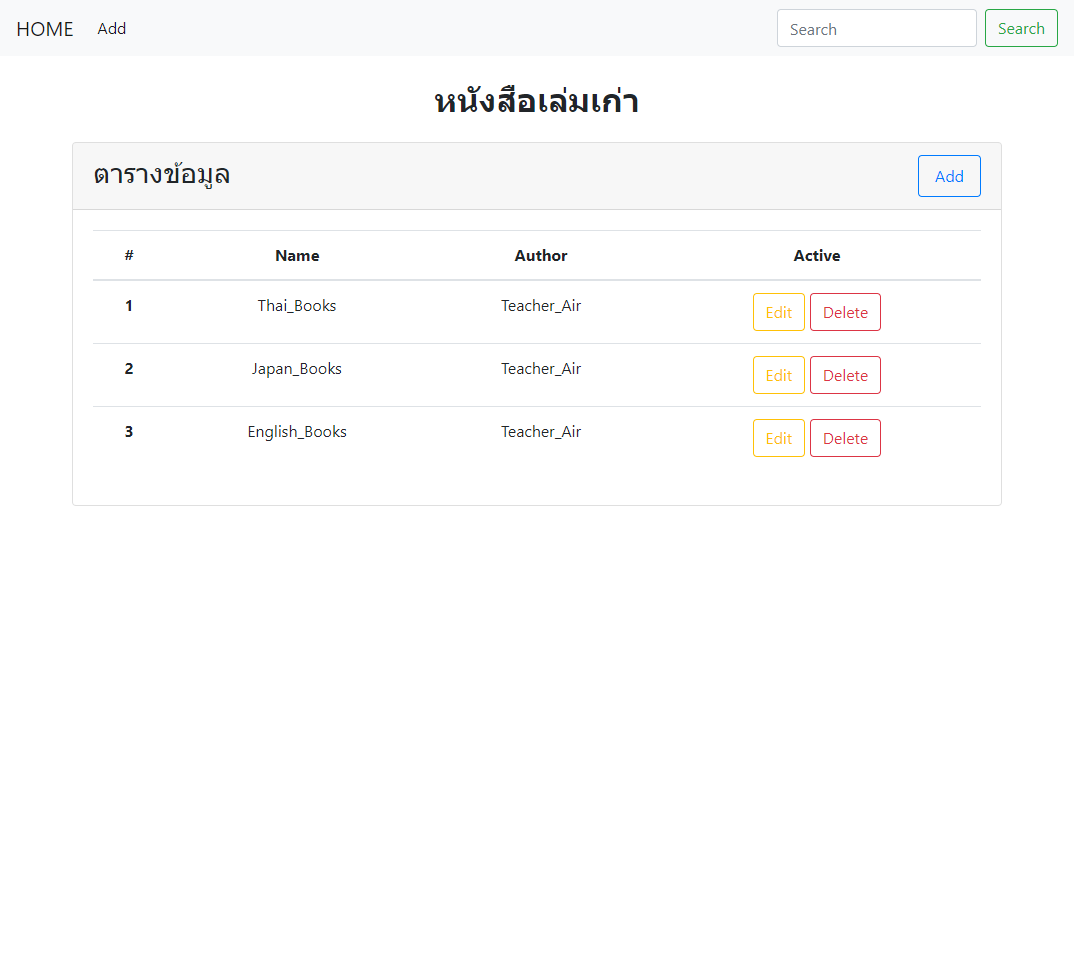 HOME Add Search Search
หนังสือเล่มเก่า
ตารางข้อมูล Add
# Name Author Active
1 Thai_Books Teacher_Air Edit Delete
2 Japan_Books Teacher_Air Edit Delete
3 English_Books Teacher_Air Edit Delete